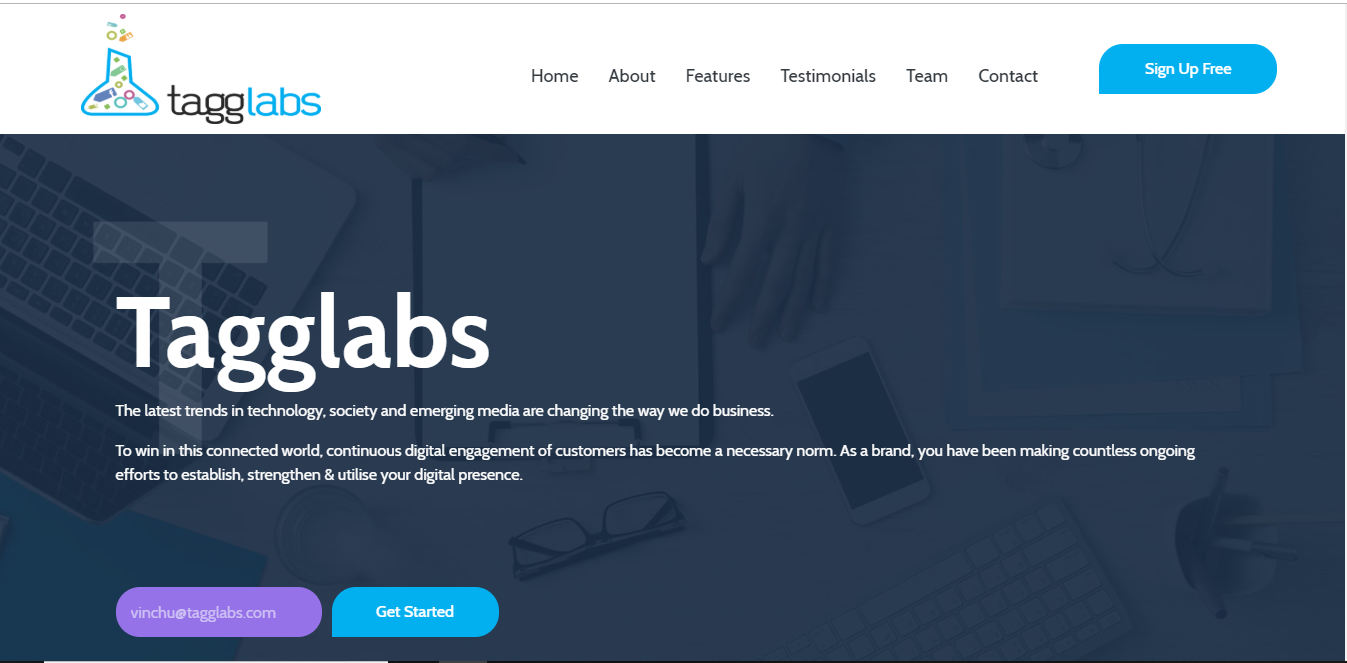 tagglabs
Home About Features Testimonials Team Contact
Sign Up Free
T
Tagglabs
The latest trends in technology, society and emerging media are changing the way we do business.
To win in this connected world, continuous digital engagement of customers has become a necessary norm. As a brand, you have been making countless ongoing
efforts to establish, strengthen & utilise your digital presence.
vinchu@tagglabs.com
Get Started